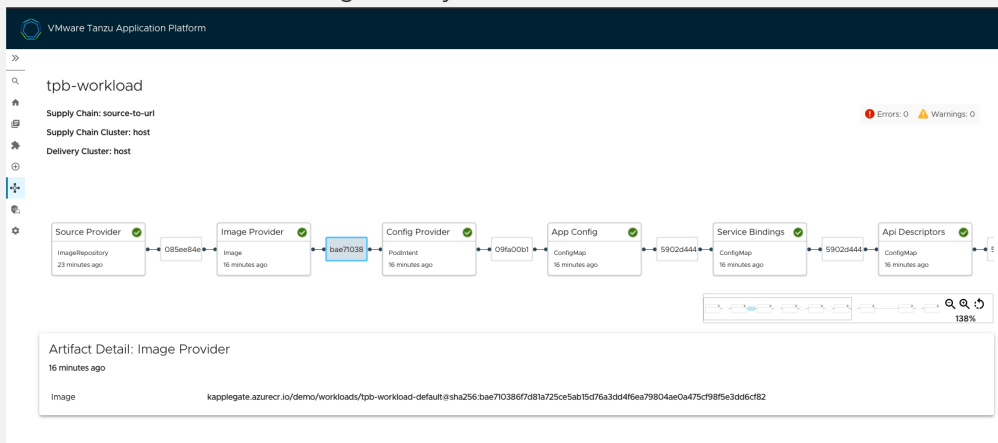 VMware Tanzu Application Platform
tpb-workload
Supply Chain: source-to-url
Supply Chain Cluster: host
Delivery Cluster: host
Errors: 0 Warnings: 0
Source Provider
ImageRepository
23 minutes ago
085ee84e
Image Provider
Image
16 minutes ago
bae71038
Config Provider
PodIntent
16 minutes ago
09fa00b1
App Config
ConfigMap
16 minutes ago
5902d444
Service Bindings
ConfigMap
16 minutes ago
5902d444
Api Descriptors
ConfigMap
16 minutes ago
138%
Artifact Detail: Image Provider
16 minutes ago
Image kapplegate.azurecr.io/demo/workloads/tpb-workload-default@sha256:bae710386f7d81a725ce5ab15d76a3dd4f6ea79804ae0a475cf98f5e3dd6cf82